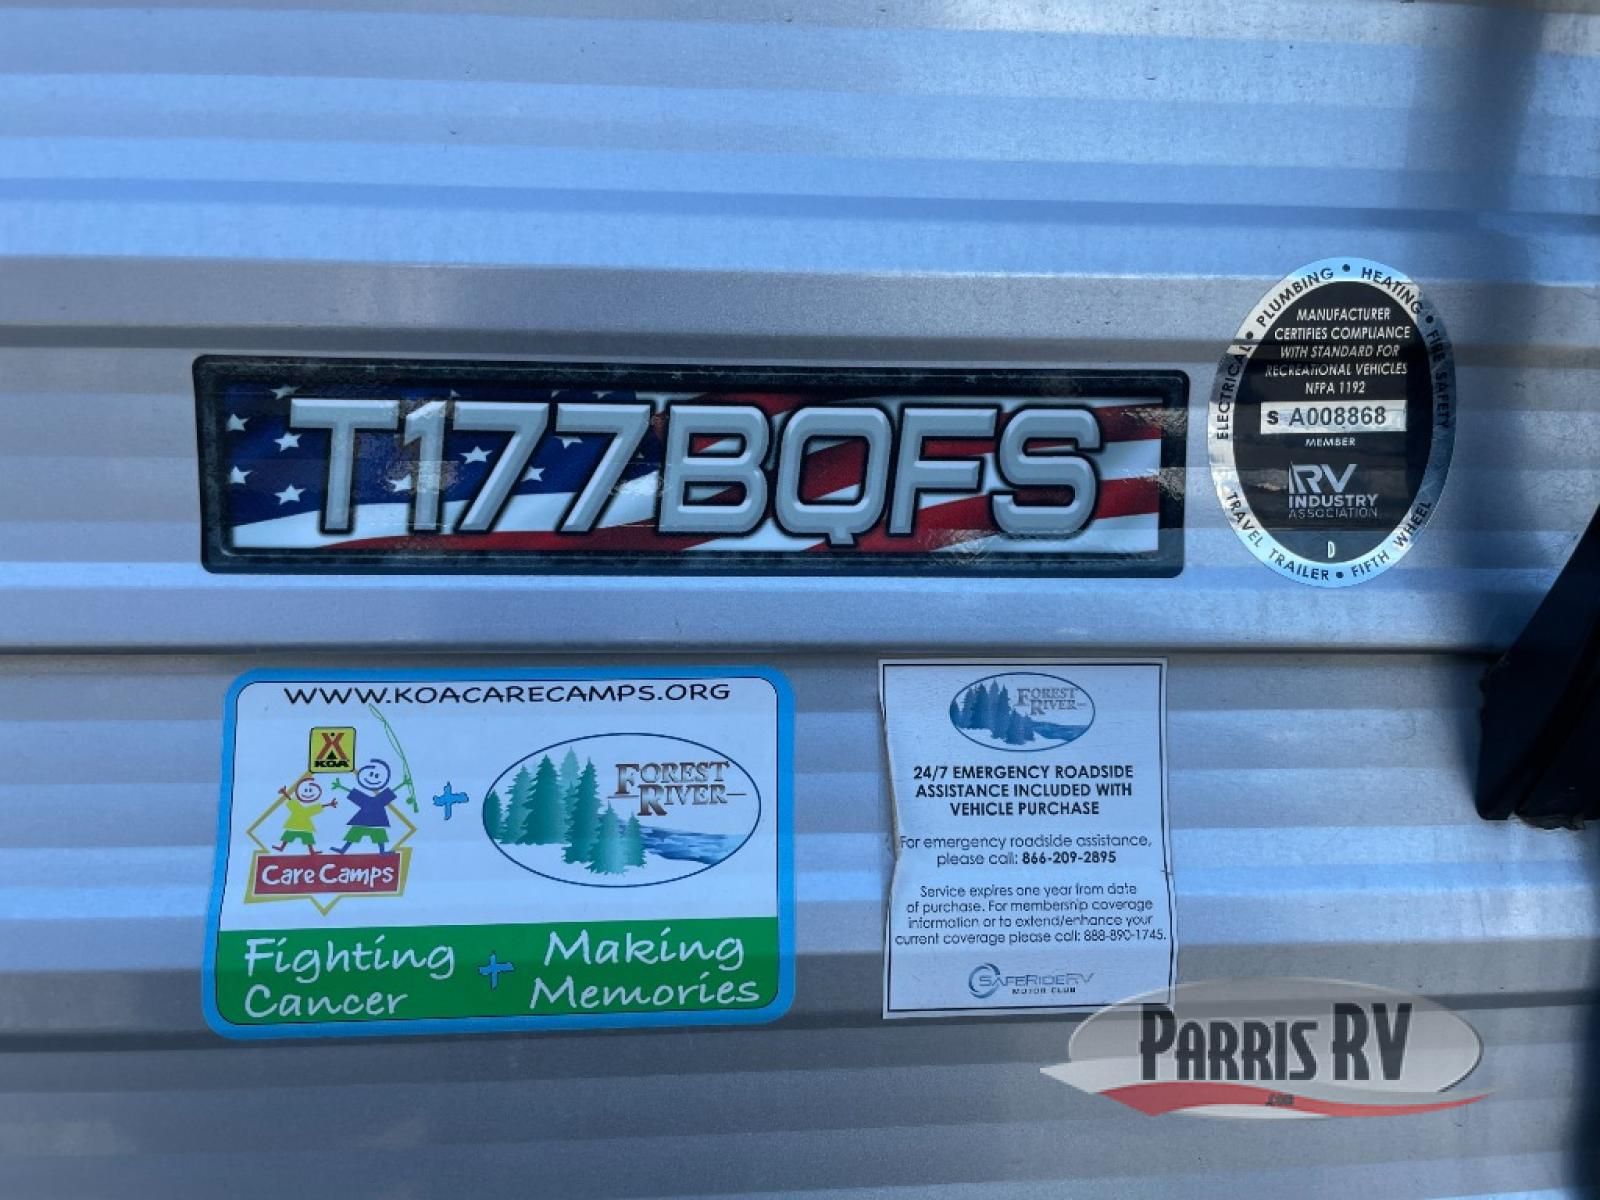 T177BQFS
ELECTRICAL • PLUMBING • HEATING • FIRE SAFETY
MANUFACTURER
CERTIFIES COMPLIANCE
WITH STANDARD FOR
RECREATIONAL VEHICLES
NFPA 1192
S A008868
MEMBER
RV
INDUSTRY
ASSOCIATION
D
TRAVEL TRAILER • FIFTH WHEEL
WWW.KOACARECAMPS.ORG
KOA
Care Camps
+
FOREST
RIVER
Fighting
Cancer
+
Making
Memories
FOREST
RIVER
24/7 EMERGENCY ROADSIDE
ASSISTANCE INCLUDED WITH
VEHICLE PURCHASE
For emergency roadside assistance,
please call: 866-209-2895
Service expires one year from date
of purchase. For membership coverage
information or to extend/enhance your
current coverage please call: 888-890-1745.
SAFERIDERV
MOTOR CLUB
PARRIS RV
.com